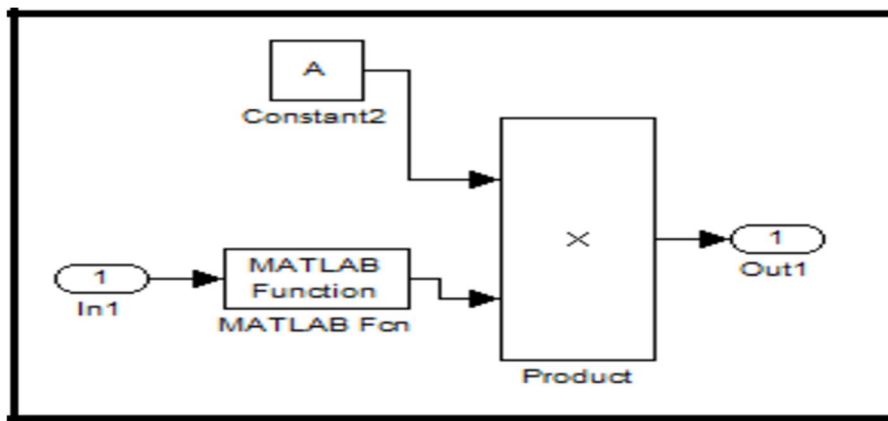 A
Constant2
1
In1
MATLAB
Function
MATLAB Fcn
×
Product
1
Out1